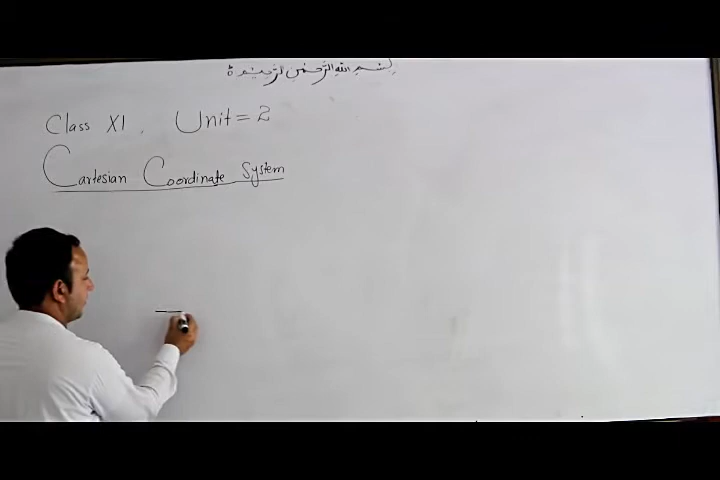 بسم الله الرحمن الرحيم
Class XI, Unit = 2
Cartesian Coordinate System